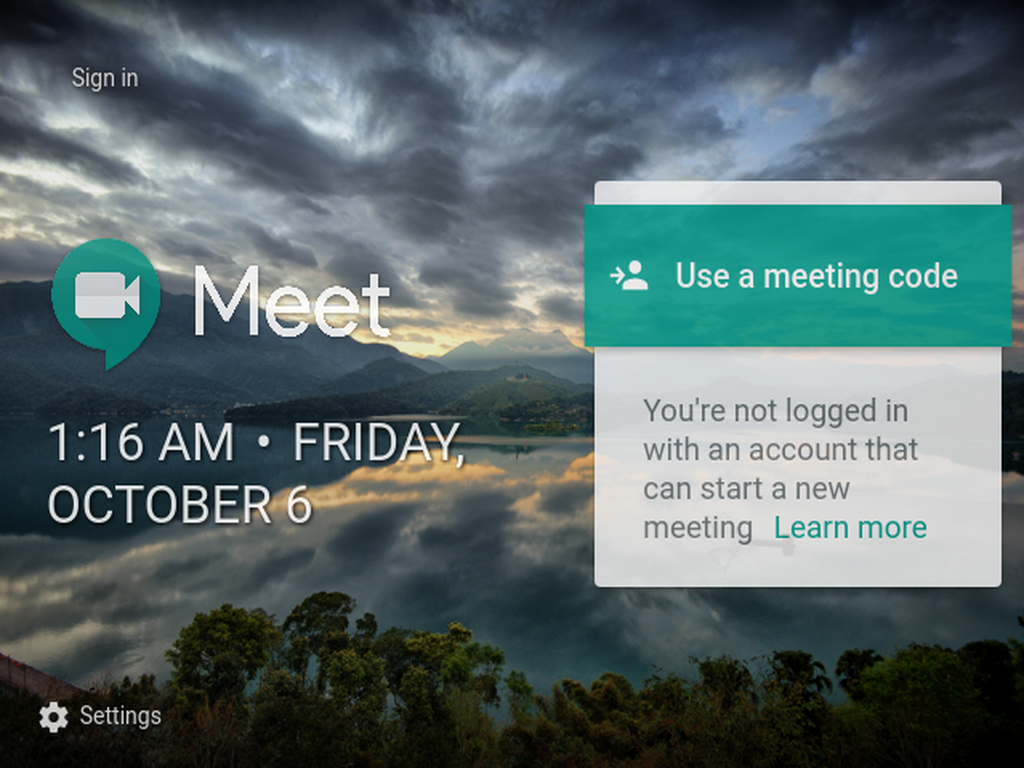 Sign in
Meet
1:16 AM • FRIDAY,
OCTOBER 6
Use a meeting code
You're not logged in
with an account that
can start a new
meeting Learn more
Settings